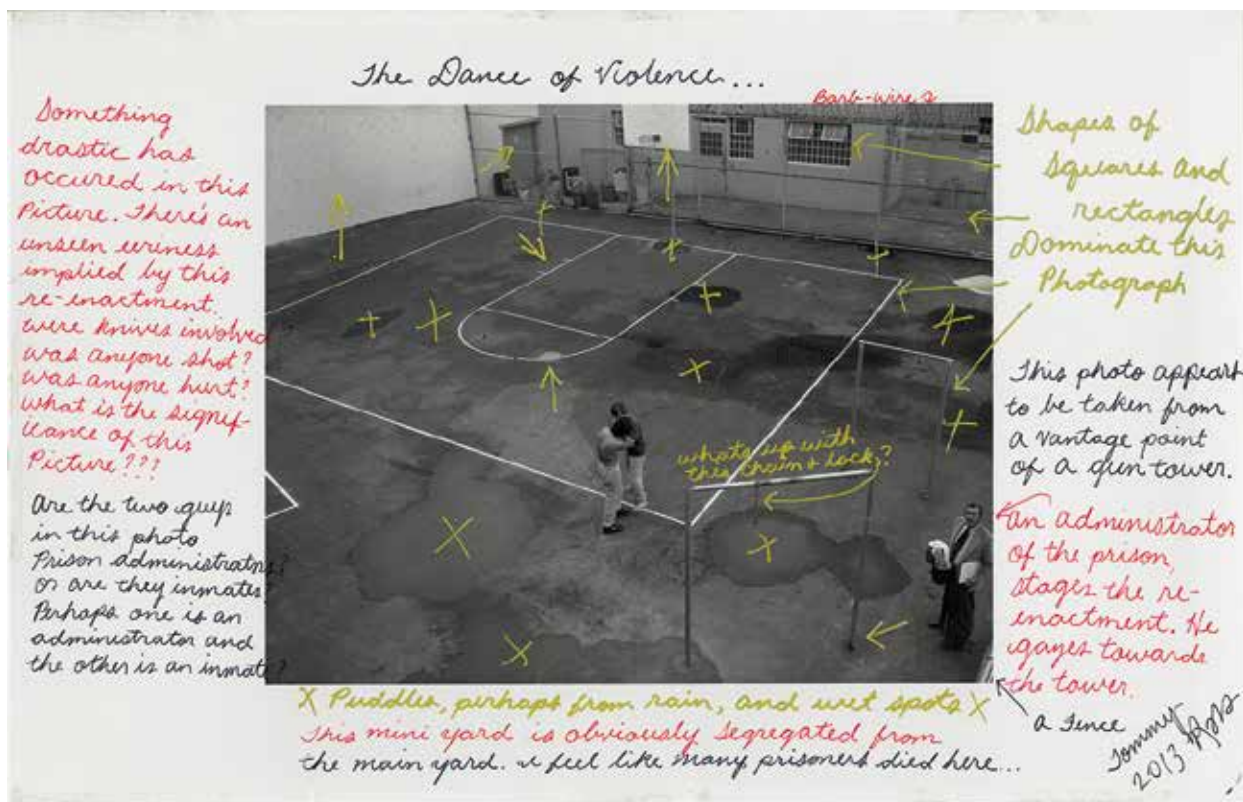 The Dance of Violence...
Barb-wires
Something
drastic has
occured in this
Picture. There's an
unseen eeriness
implied by this
re-enactment.
were knives involved
was anyone shot?
was anyone hurt?
what is the signif-
icance of this
Picture???
Are the two guys
in this photo
Prison administrators?
or are they inmates?
Perhaps one is an
administrator and
the other is an inmate?
Shapes of
Squares and
rectangles
Dominate this
Photograph
This photo appears
to be taken from
a vantage point
of a gun tower.
an administrator
of the prison,
stages the re-
enactment. He
gazes towards
the tower.
a Fence
whats up with
this chain & lock?
X Puddles, perhaps from rain, and wet spots X
This mini yard is obviously segregated from
the main yard. I feel like many prisoners died here...
Tommy
2013